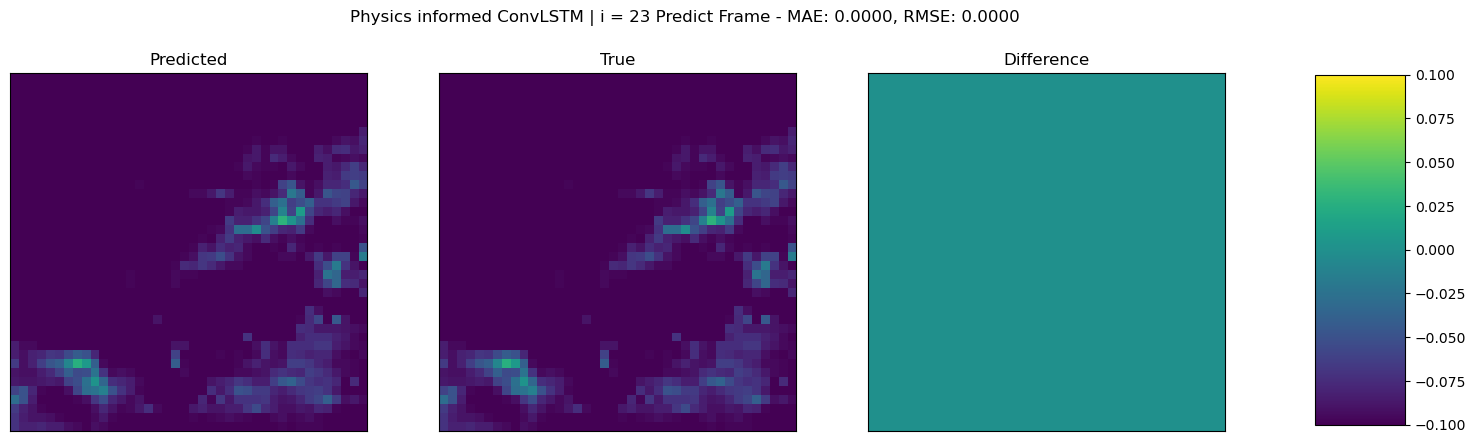 Physics informed ConvLSTM | i = 23 Predict Frame - MAE: 0.0000, RMSE: 0.0000
Predicted
True
Difference
0.100
0.075
0.050
0.025
0.000
−0.025
−0.050
−0.075
−0.100